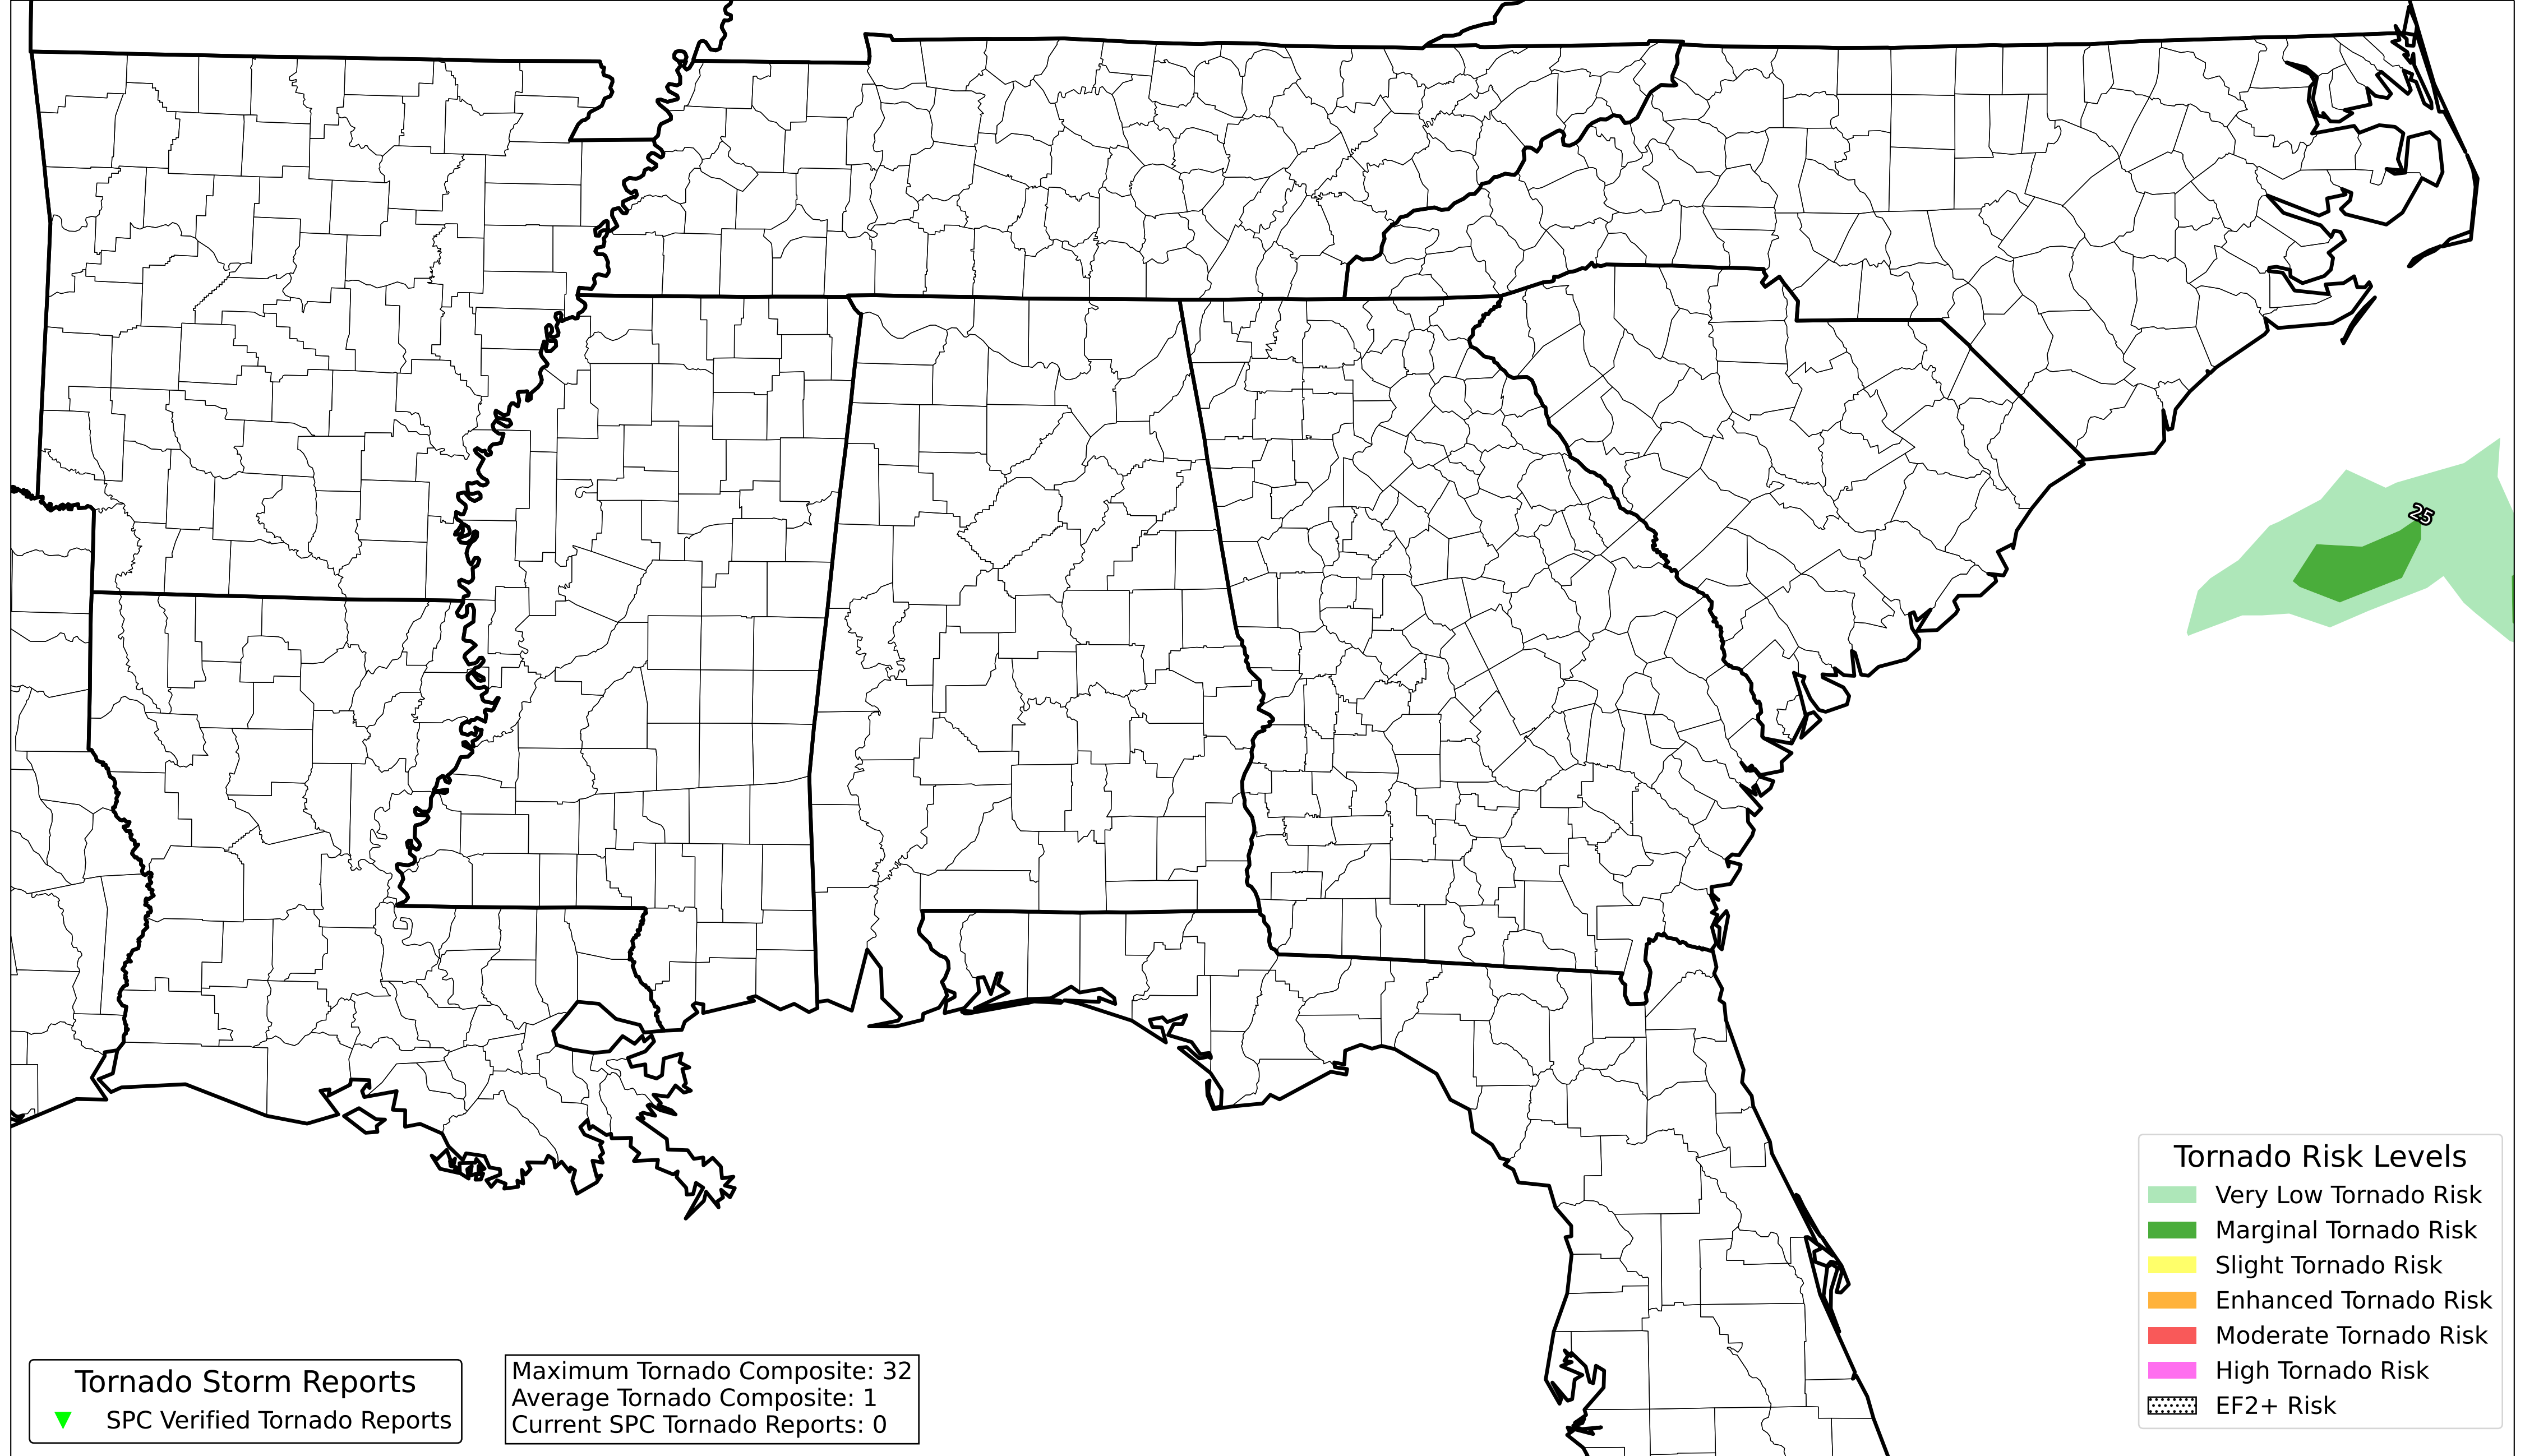 25
Tornado Risk Levels
Very Low Tornado Risk
Marginal Tornado Risk
Slight Tornado Risk
Enhanced Tornado Risk
Moderate Tornado Risk
High Tornado Risk
EF2+ Risk
Tornado Storm Reports
SPC Verified Tornado Reports
Maximum Tornado Composite: 32
Average Tornado Composite: 1
Current SPC Tornado Reports: 0